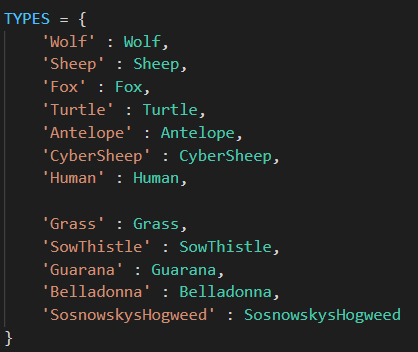 TYPES = {
'Wolf' : Wolf,
'Sheep' : Sheep,
'Fox' : Fox,
'Turtle' : Turtle,
'Antelope' : Antelope,
'CyberSheep' : CyberSheep,
'Human' : Human,
'Grass' : Grass,
'SowThistle' : SowThistle,
'Guarana' : Guarana,
'Belladonna' : Belladonna,
'SosnowskysHogweed' : SosnowskysHogweed
}